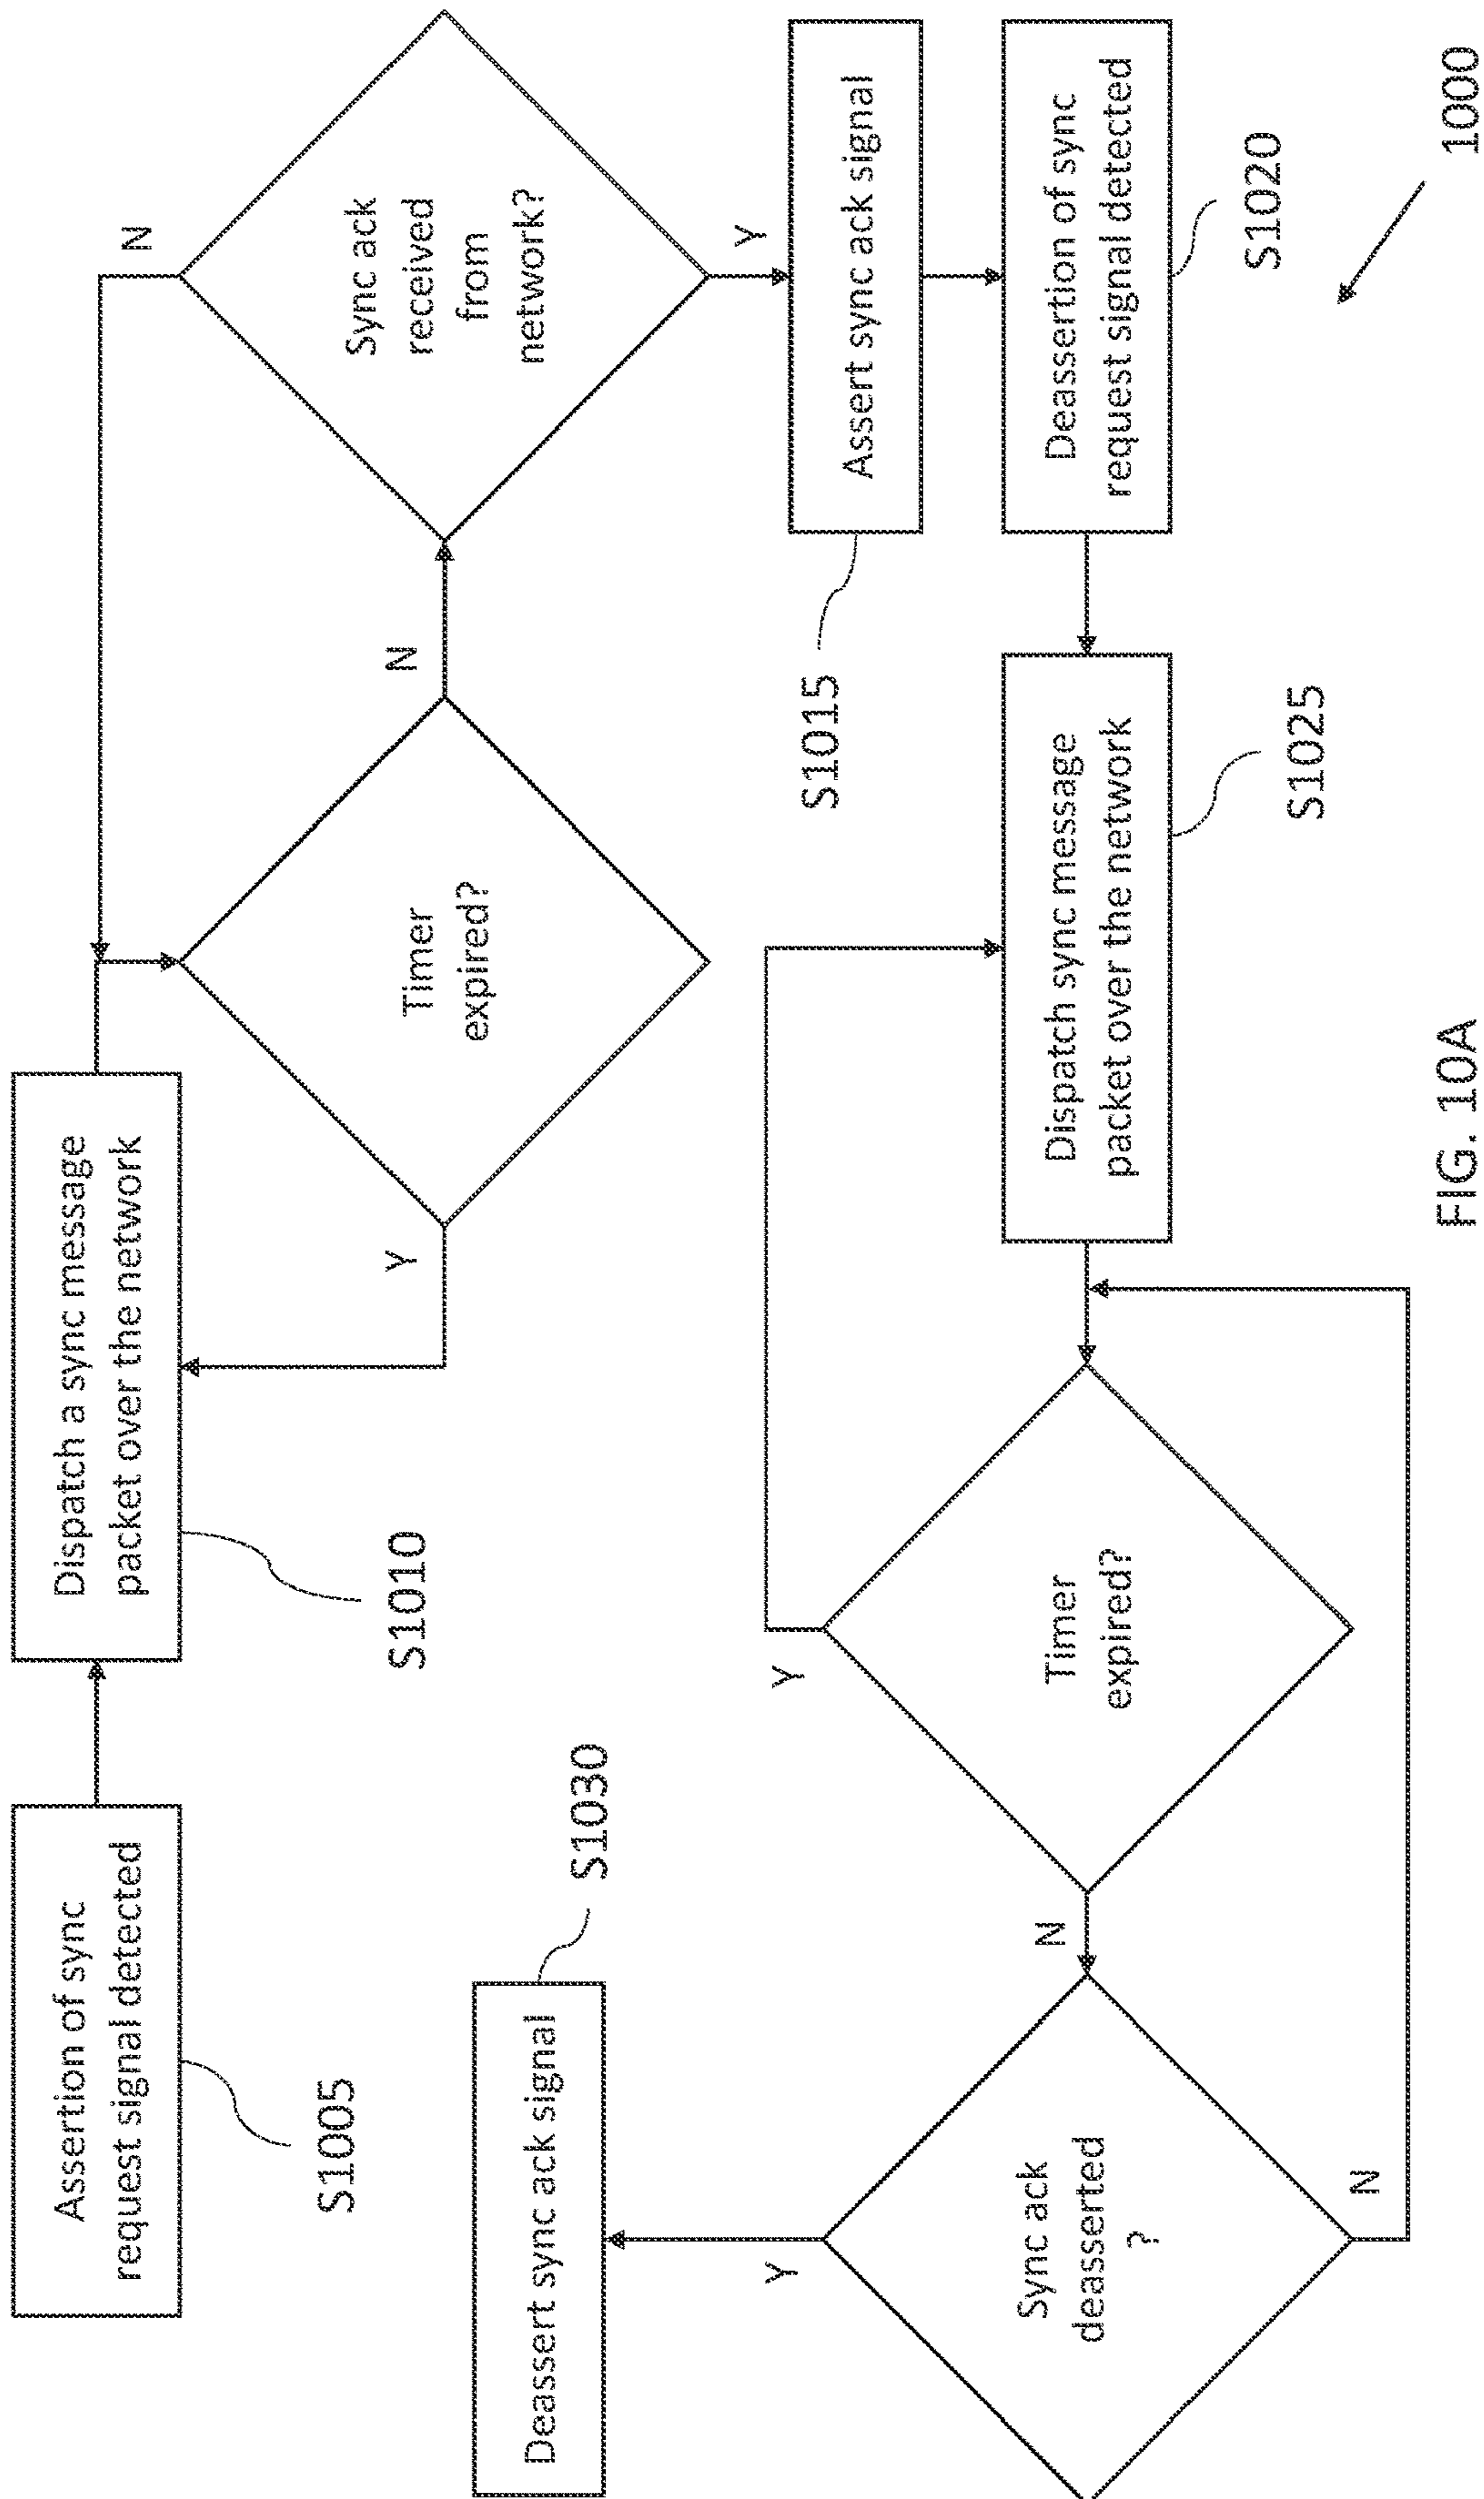 Assertion of sync
request signal detected
S1005
Dispatch a sync message
packet over the network
S1010
Timer
expired?
Y
N
Sync ack
received
from
network?
N
Y
Assert sync ack signal
S1015
Deassertion of sync
request signal detected
S1020
Dispatch sync message
packet over the network
S1025
Timer
expired?
Y
N
Sync ack
deasserted
?
Y
N
Deassert sync ack signal
S1030
1000
FIG. 10A